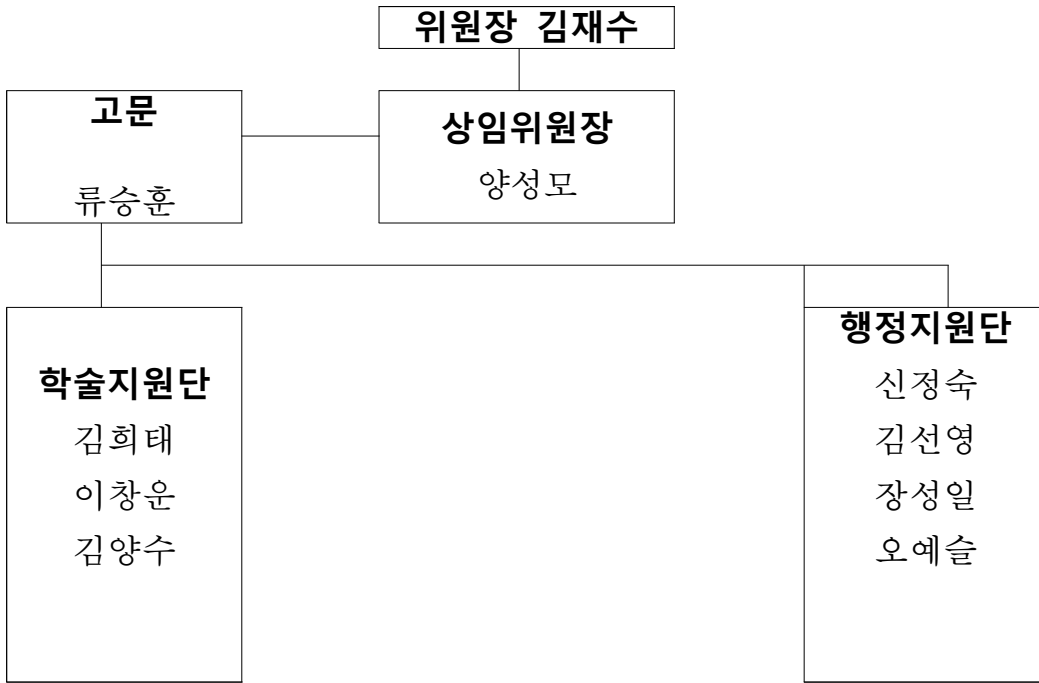 위원장 김재수
고문
류승훈
상임위원장
양성모
학술지원단
김희태
이창운
김양수
행정지원단
신정숙
김선영
장성일
오예슬